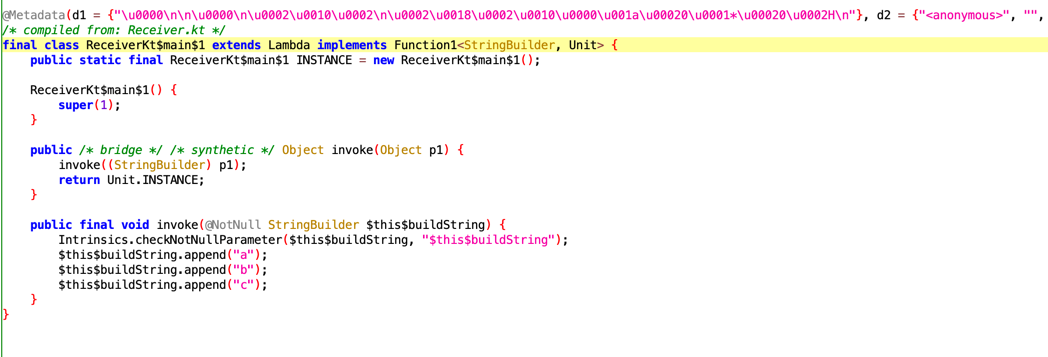 @Metadata(d1 = {"\u0000\n\n\u0000\n\u0002\u0010\u0002\n\u0002\u0018\u0002\u0010\u0000\u001a\u00020\u0001*\u00020\u0002H\n"}, d2 = {"<anonymous>", "",
/* compiled from: Receiver.kt */
final class ReceiverKt$main$1 extends Lambda implements Function1<StringBuilder, Unit> {
    public static final ReceiverKt$main$1 INSTANCE = new ReceiverKt$main$1();
    ReceiverKt$main$1() {
        super(1);
    }
    public /* bridge */ /* synthetic */ Object invoke(Object p1) {
        invoke((StringBuilder) p1);
        return Unit.INSTANCE;
    }
    public final void invoke(@NotNull StringBuilder $this$buildString) {
        Intrinsics.checkNotNullParameter($this$buildString, "$this$buildString");
        $this$buildString.append("a");
        $this$buildString.append("b");
        $this$buildString.append("c");
    }
}